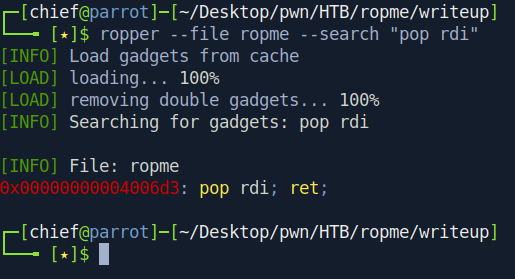 ┌─[chief@parrot]─[~/Desktop/pwn/HTB/ropme/writeup]
└──╼ [★]$ ropper --file ropme --search "pop rdi"
[INFO] Load gadgets from cache
[LOAD] loading... 100%
[LOAD] removing double gadgets... 100%
[INFO] Searching for gadgets: pop rdi

[INFO] File: ropme
0x00000000004006d3: pop rdi; ret;

┌─[chief@parrot]─[~/Desktop/pwn/HTB/ropme/writeup]
└──╼ [★]$